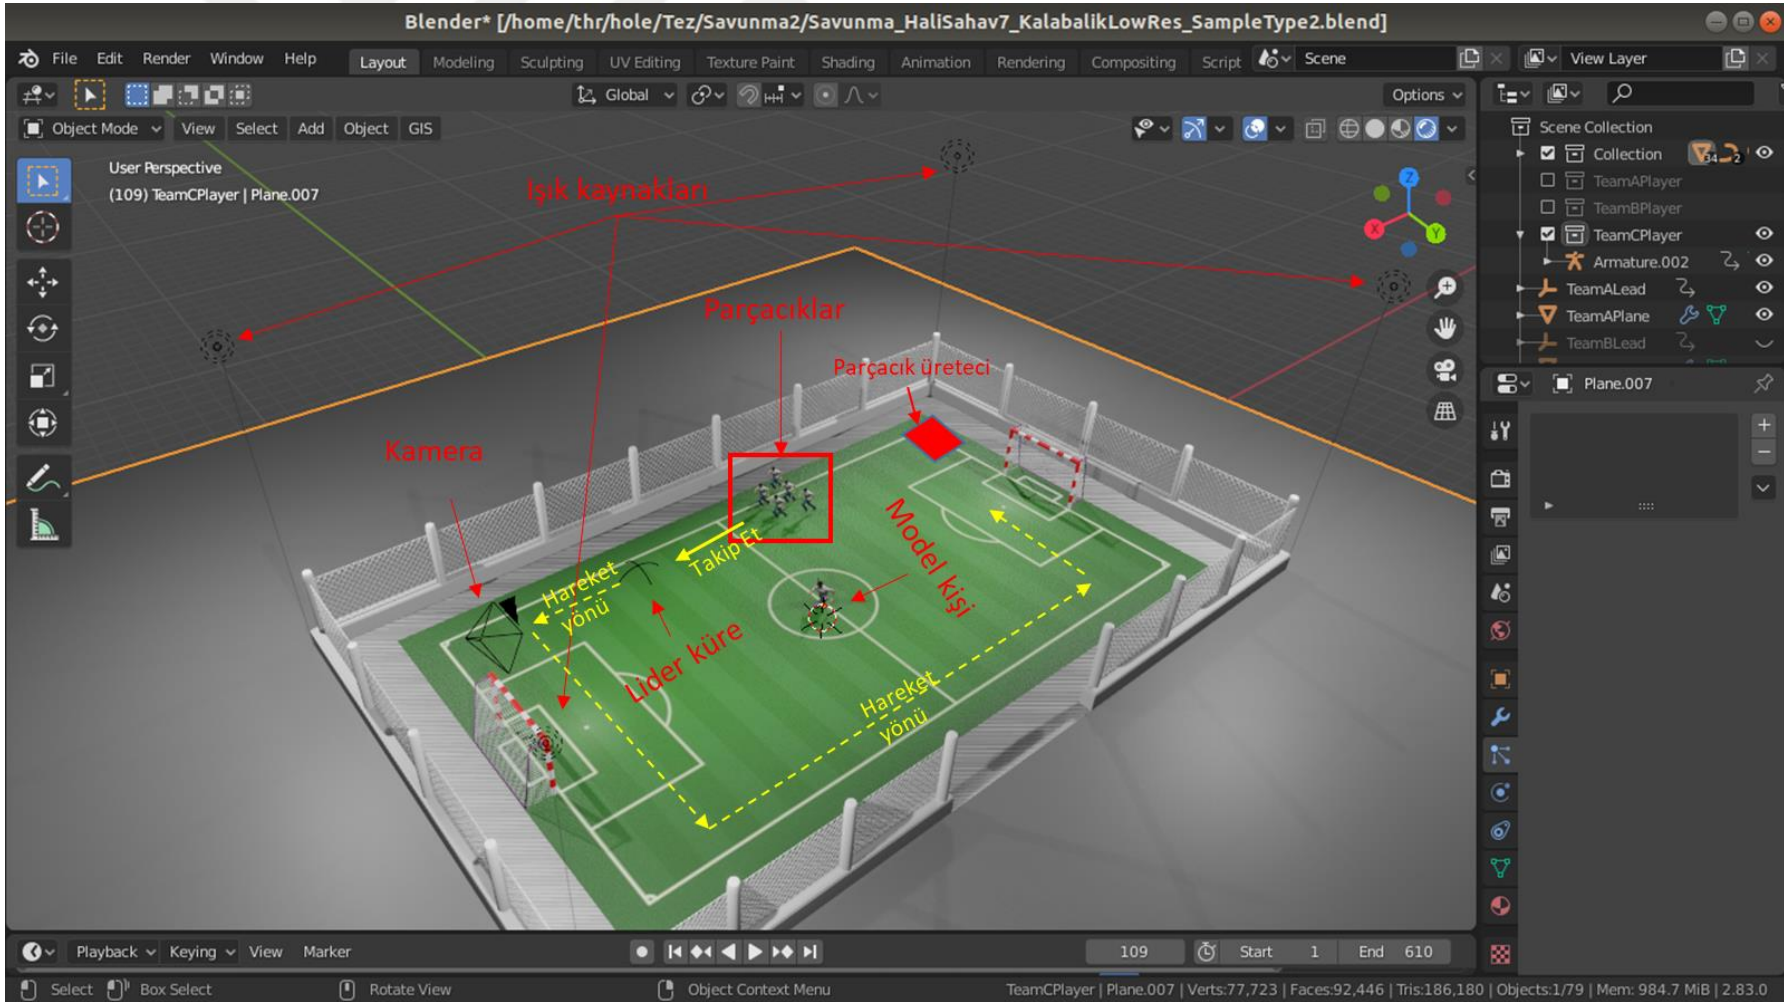 Blender* [/home/thr/hole/Tez/Savunma2/Savunma_HaliSahav7_KalabalikLowRes_SampleType2.blend]
File Edit Render Window Help Layout Modeling Sculpting UV Editing Texture Paint Shading Animation Rendering Compositing Script Scene View Layer
Global Options
Object Mode View Select Add Object GIS
Scene Collection
Collection 34 2
TeamAPlayer
TeamBPlayer
TeamCPlayer
Armature.002
TeamALead
TeamAPlane
TeamBLead
Plane.007
User Perspective
(109) TeamCPlayer | Plane.007
Z
X
Y
Işık kaynakları
Parçacıklar
Parçacık üreteci
Kamera
Model kişi
Takip Et
Hareket
yönü
Lider küre
Hareket
yönü
Playback Keying View Marker 109 Start 1 End 610
Select Box Select Rotate View Object Context Menu TeamCPlayer | Plane.007 | Verts:77,723 | Faces:92,446 | Tris:186,180 | Objects:1/79 | Mem: 984.7 MiB | 2.83.0